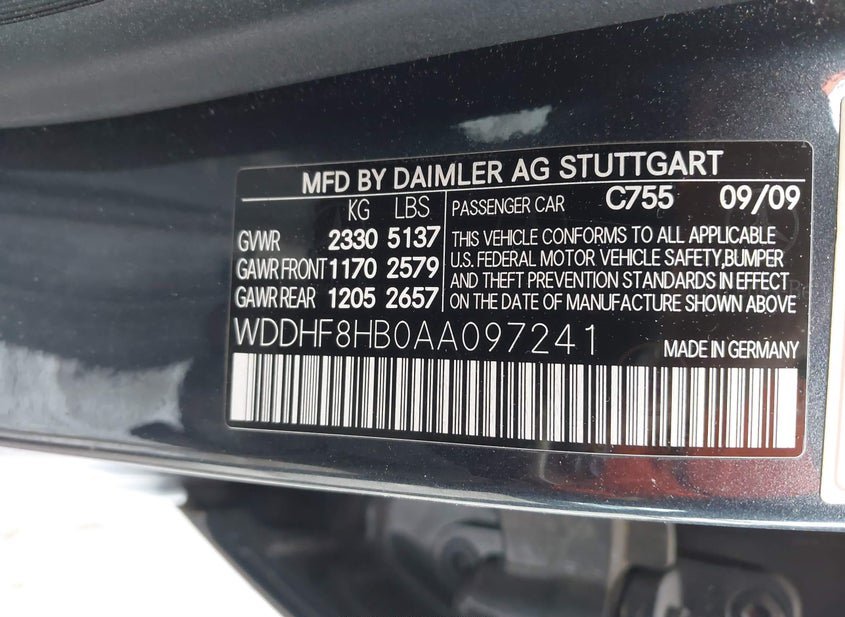 MFD BY DAIMLER AG STUTTGART
KG LBS PASSENGER CAR C755 09/09
GVWR 2330 5137 THIS VEHICLE CONFORMS TO ALL APPLICABLE
GAWR FRONT 1170 2579 U.S. FEDERAL MOTOR VEHICLE SAFETY,BUMPER
AND THEFT PREVENTION STANDARDS IN EFFECT
GAWR REAR 1205 2657 ON THE DATE OF MANUFACTURE SHOWN ABOVE
WDDHF8HB0AA097241 MADE IN GERMANY